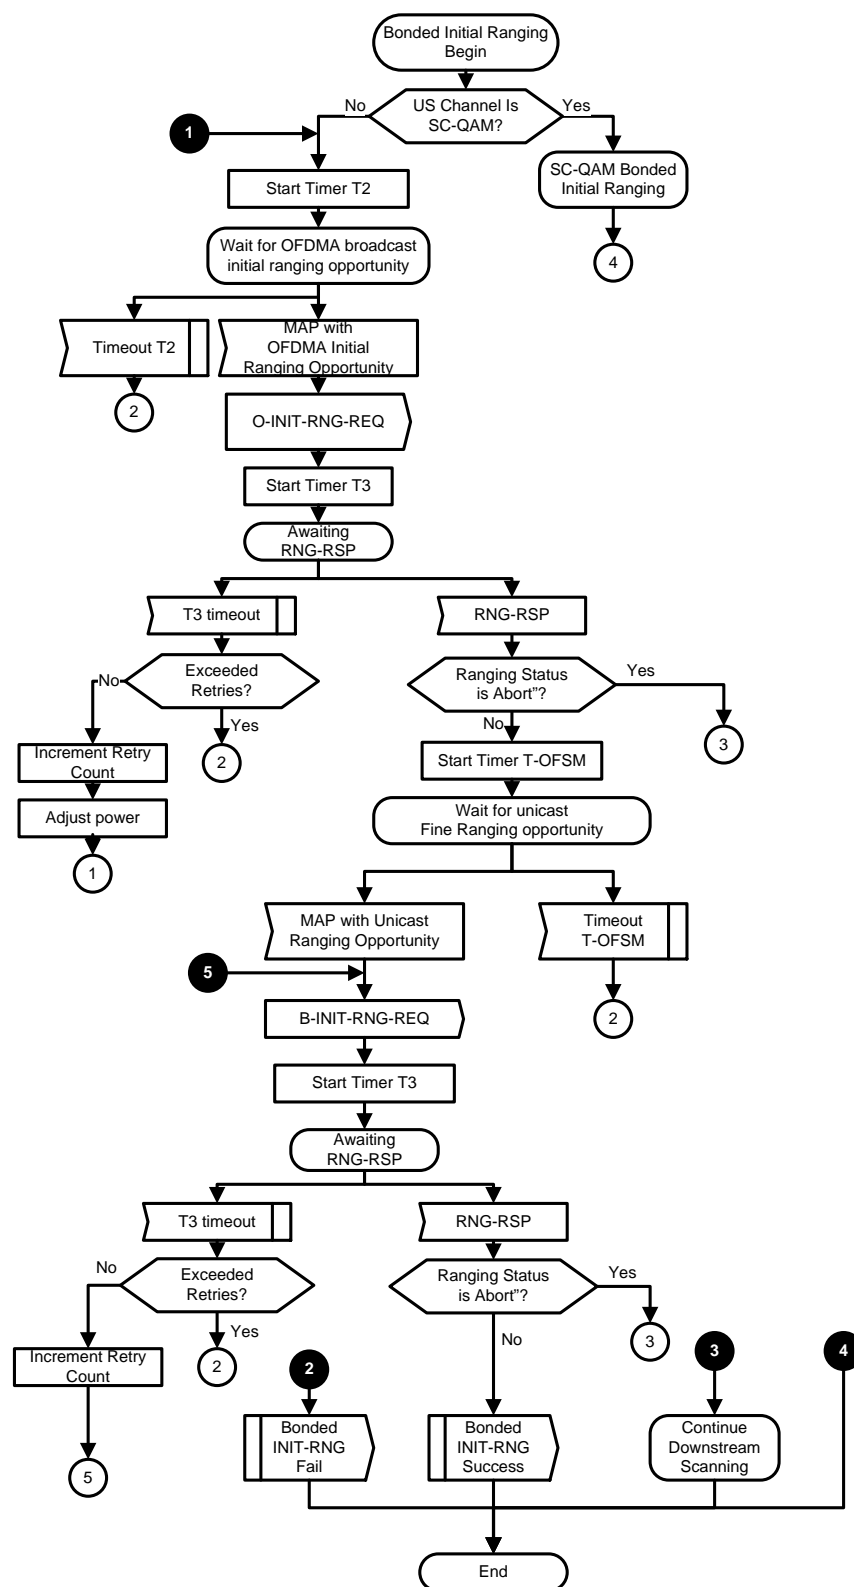 Bonded Initial Ranging
Begin
No
US Channel Is
SC-QAM?
Yes
1
Start Timer T2
SC-QAM Bonded
Initial Ranging
Wait for OFDMA broadcast
initial ranging opportunity
4
Timeout T2
MAP with
OFDMA Initial
Ranging Opportunity
2
O-INIT-RNG-REQ
Start Timer T3
Awaiting
RNG-RSP
T3 timeout
RNG-RSP
No
Exceeded
Retries?
Yes
Ranging Status
is Abort"?
Yes
No
2
3
Increment Retry
Count
Start Timer T-OFSM
Adjust power
Wait for unicast
Fine Ranging opportunity
1
MAP with Unicast
Ranging Opportunity
Timeout
T-OFSM
5
2
B-INIT-RNG-REQ
Start Timer T3
Awaiting
RNG-RSP
T3 timeout
RNG-RSP
No
Exceeded
Retries?
Yes
Ranging Status
is Abort"?
Yes
No
Increment Retry
Count
2
2
3
3
4
5
Bonded
INIT-RNG
Fail
Bonded
INIT-RNG
Success
Continue
Downstream
Scanning
End